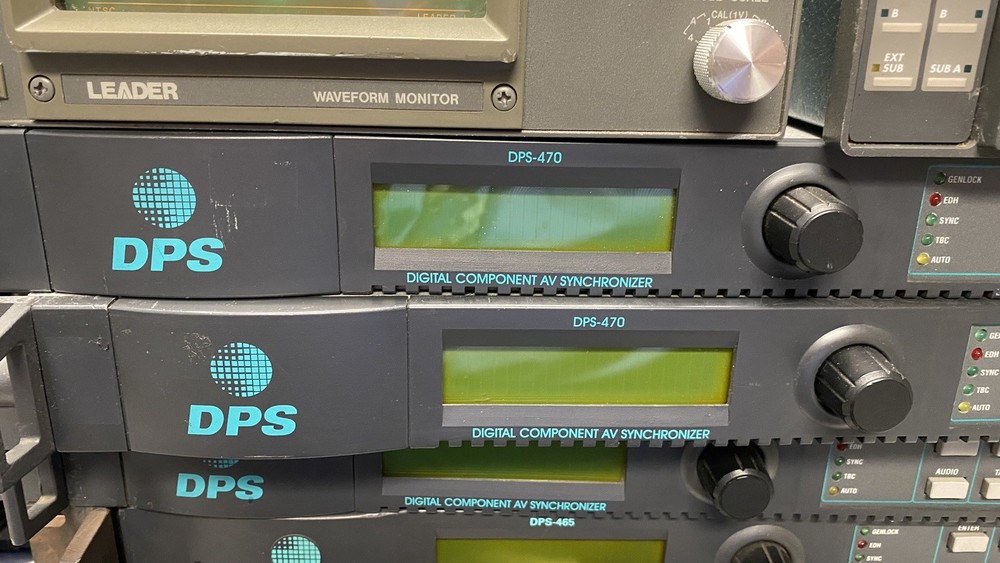 LEADER
CAL(1V)
LEADER
WAVEFORM MONITOR
B
B
EXT
SUB
SUB A
DPS-470
DPS
DIGITAL COMPONENT AV SYNCHRONIZER
GENLOCK
EDH
SYNC
TBC
AUTO
DPS-470
DPS
DIGITAL COMPONENT AV SYNCHRONIZER
EDH
SYNC
TBC
AUTO
DPS
DIGITAL COMPONENT AV SYNCHRONIZER
EDH
SYNC
TBC
AUTO
AUDIO
DPS-465
GENLOCK
EDH
SYNC
ENTER